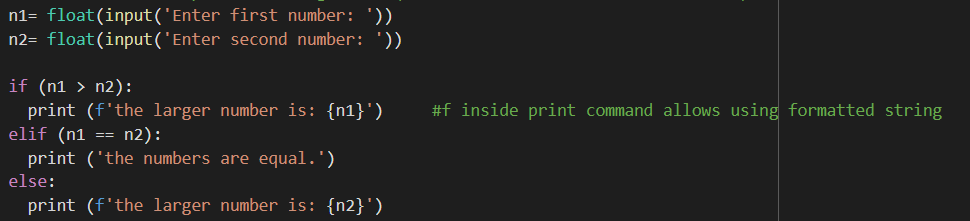 n1= float(input('Enter first number: '))
n2= float(input('Enter second number: '))
if (n1 > n2):
print (f'the larger number is: {n1}') #f inside print command allows using formatted string
elif (n1 == n2):
print ('the numbers are equal.')
else:
print (f'the larger number is: {n2}')